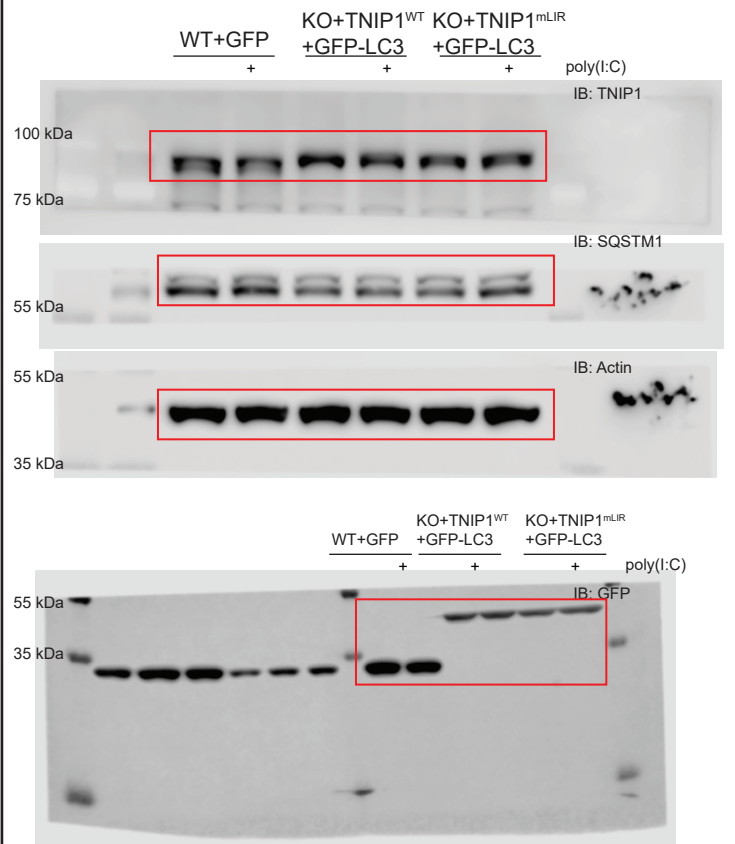 WT+GFP KO+TNIP1ᵂᵀ +GFP-LC3 KO+TNIP1ᵐᴸᴵᴿ +GFP-LC3
+ + + poly(I:C)
IB: TNIP1
100 kDa
75 kDa
IB: SQSTM1
55 kDa
IB: Actin
55 kDa
35 kDa
WT+GFP KO+TNIP1ᵂᵀ +GFP-LC3 KO+TNIP1ᵐᴸᴵᴿ +GFP-LC3
+ + + poly(I:C)
IB: GFP
55 kDa
35 kDa